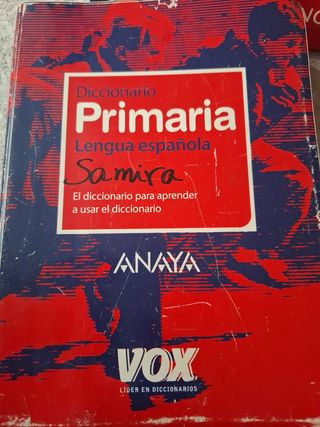 Diccionario
Primaria
Lengua española
Samira
El diccionario para aprender
a usar el diccionario
ANAYA
VOX
LÍDER EN DICCIONARIOS